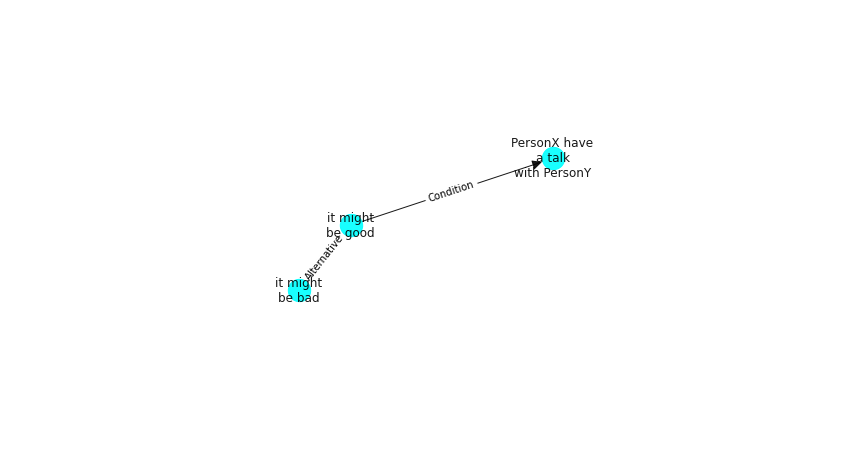 PersonX have
a talk
with PersonY
Condition
it might
be good
Alternative
it might
be bad